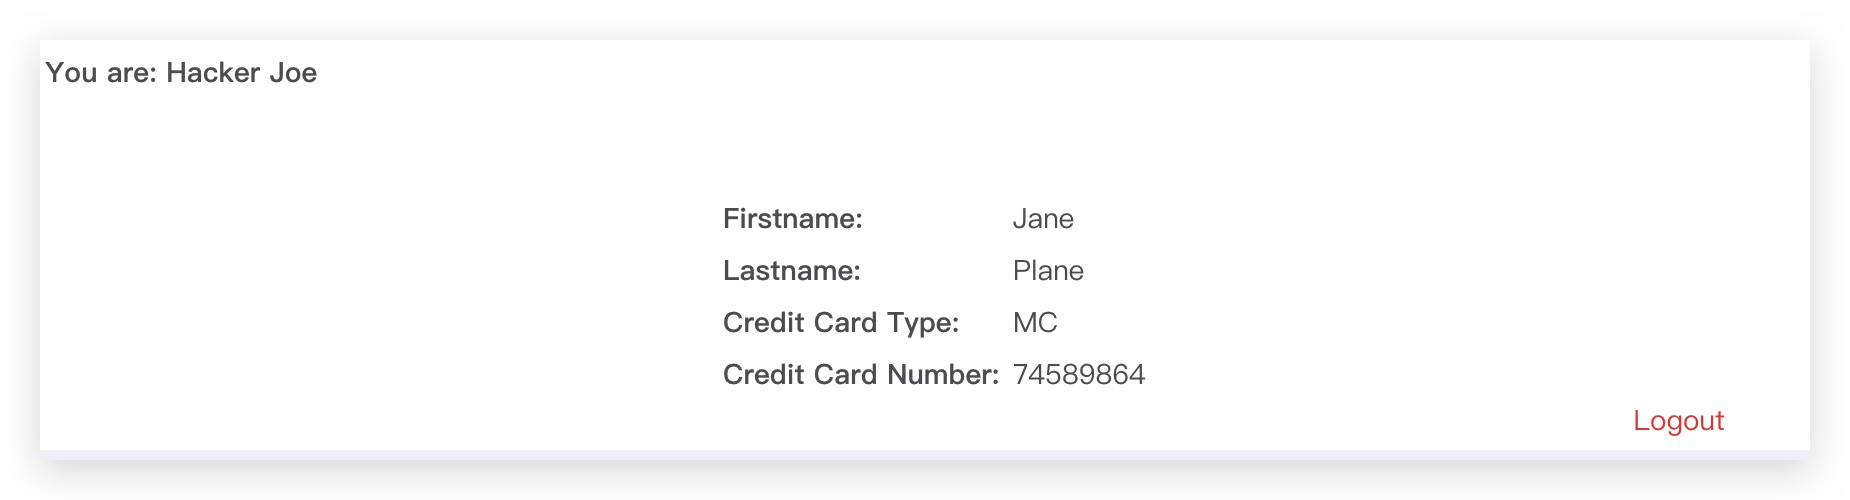 You are: Hacker Joe
Firstname: Jane
Lastname: Plane
Credit Card Type: MC
Credit Card Number: 74589864
Logout